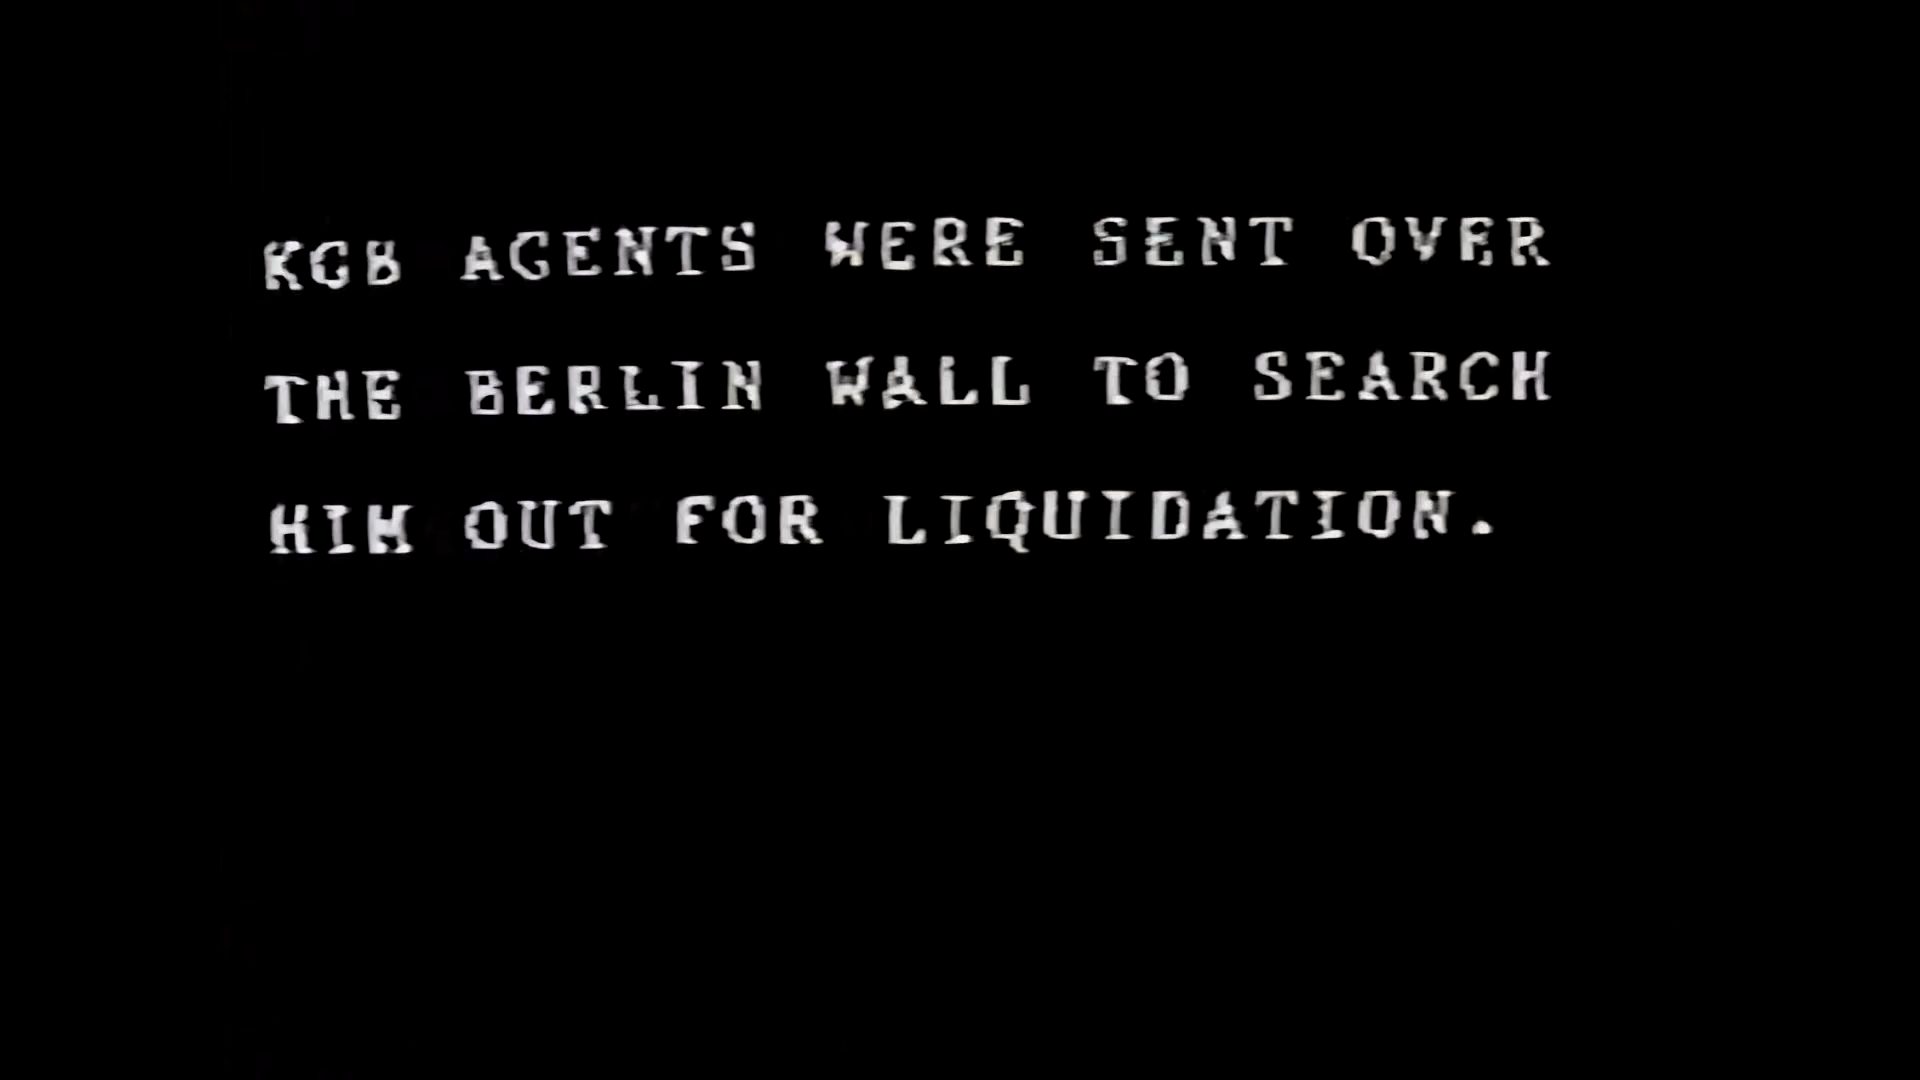 KGB AGENTS WERE SENT OVER
THE BERLIN WALL TO SEARCH
HIM OUT FOR LIQUIDATION.